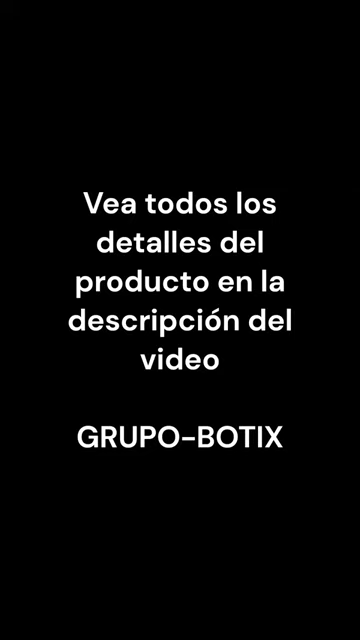 Vea todos los
detalles del
producto en la
descripción del
video
GRUPO-BOTIX